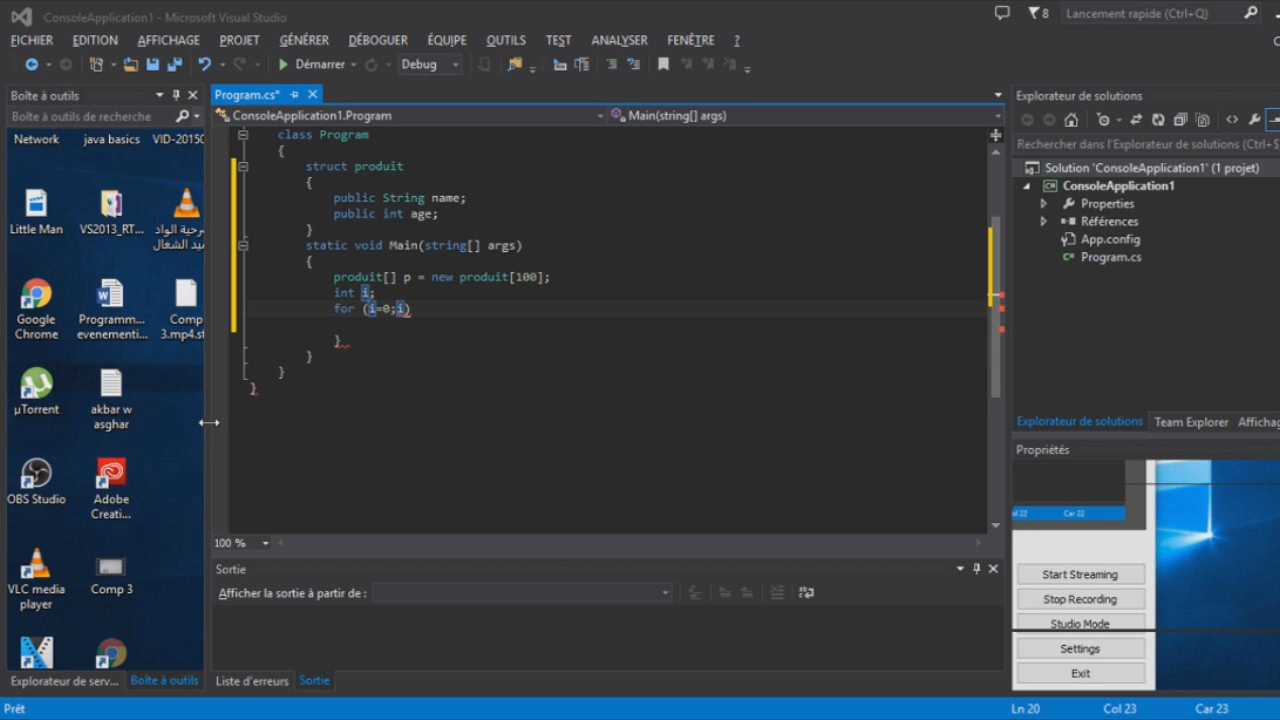 ConsoleApplication1 - Microsoft Visual Studio
8
Lancement rapide (Ctrl+Q)
FICHIER EDITION AFFICHAGE PROJET GÉNÉRER DÉBOGUER ÉQUIPE OUTILS TEST ANALYSER FENÊTRE ?
Démarrer
Debug
Boîte à outils
Rechercher dans la boîte à outils
Network
java basics
VID-2015
Little Man
VS2013_RT...
Google Chrome
Programm... evenementi...
Comp 3.mp4.
µTorrent
akbar w asghar
OBS Studio
Adobe Creati...
VLC media player
Comp 3
Explorateur de serv...
Boîte à outils
Program.cs*
ConsoleApplication1.Program
Main(string[] args)
class Program
{
struct produit
{
public String name;
public int age;
}
static void Main(string[] args)
{
produit[] p = new produit[100];
int i;
for (i=0;i)
}
}
}
}
100 %
Sortie
Afficher la sortie à partir de :
Liste d'erreurs
Sortie
Explorateur de solutions
Rechercher dans l'Explorateur de solutions (Ctrl+$
Solution 'ConsoleApplication1' (1 projet)
ConsoleApplication1
Properties
Références
App.config
Program.cs
Explorateur de solutions
Team Explorer
Affichag
Propriétés
Car 22
Start Streaming
Stop Recording
Studio Mode
Settings
Exit
Prêt
Ln 20
Col 23
Car 23